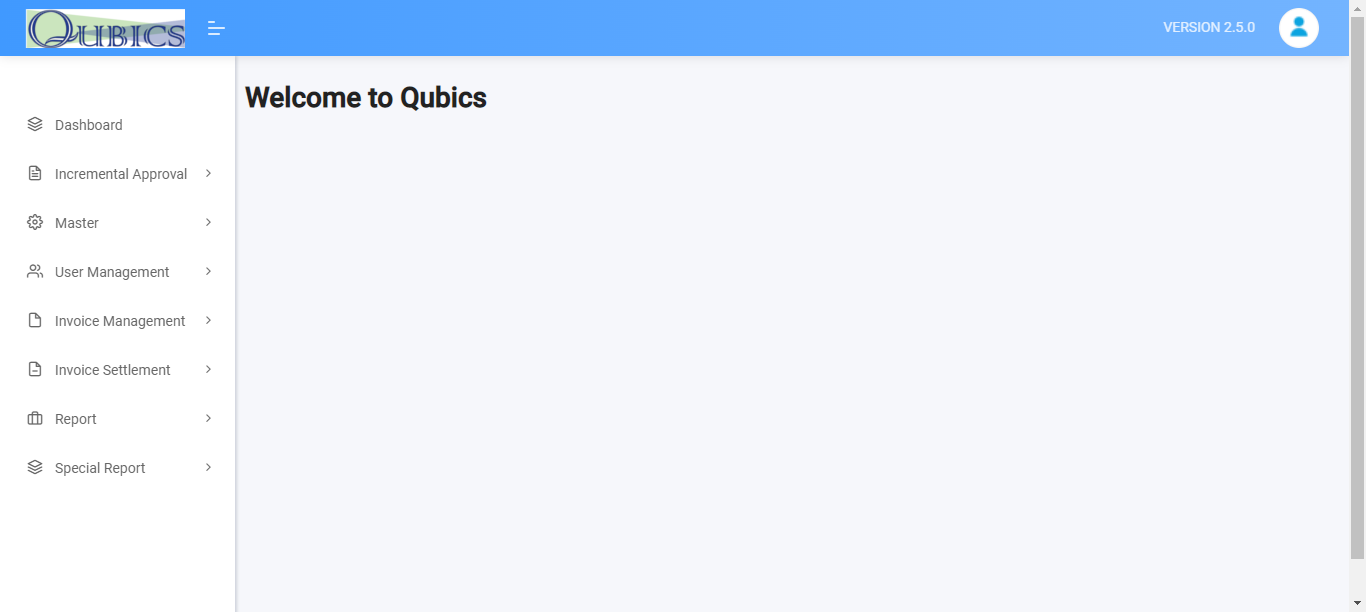 QUBICS
VERSION 2.5.0
Welcome to Qubics
Dashboard
Incremental Approval
Master
User Management
Invoice Management
Invoice Settlement
Report
Special Report